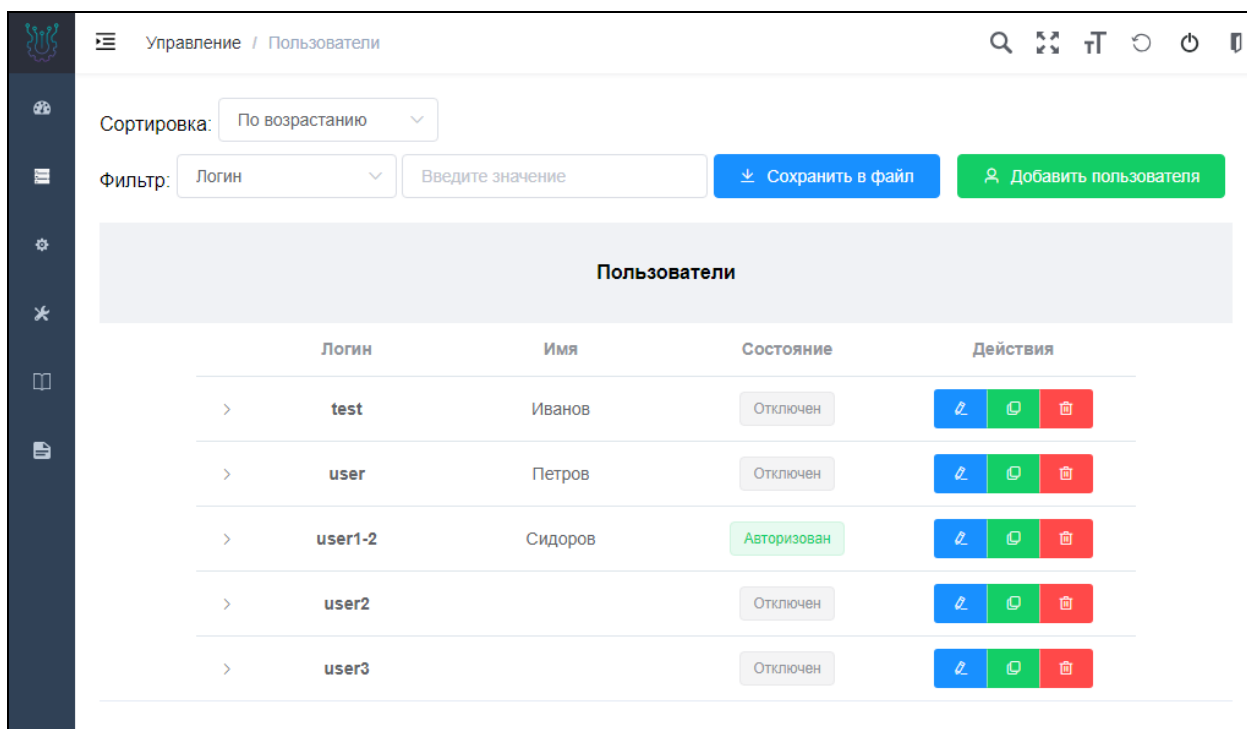 Управление / Пользователи
Сортировка: По возрастанию
Фильтр: Логин Введите значение Сохранить в файл Добавить пользователя
Пользователи
Логин Имя Состояние Действия
test Иванов Отключен
user Петров Отключен
user1-2 Сидоров Авторизован
user2 Отключен
user3 Отключен